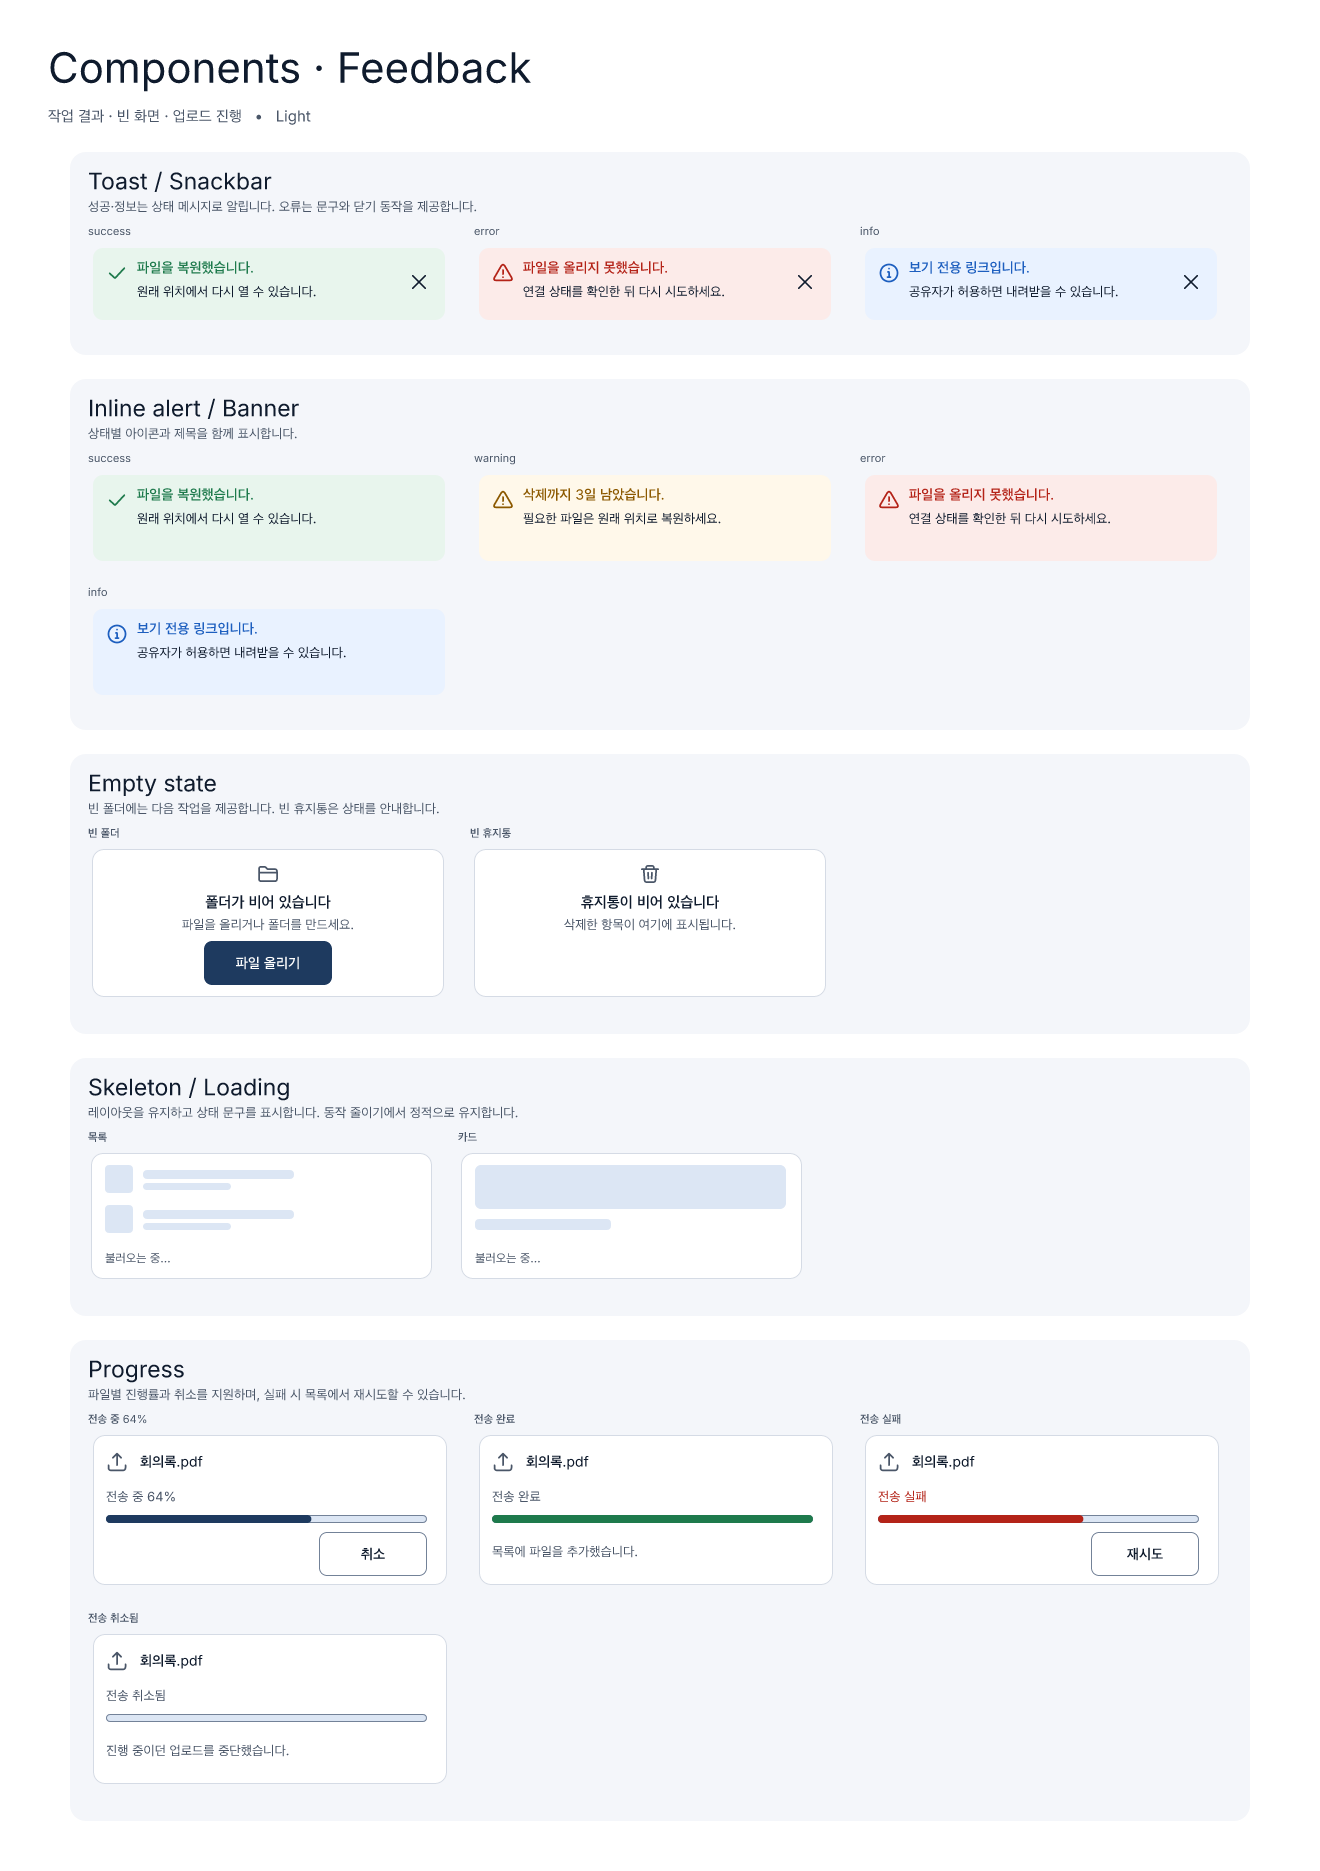 Components · Feedback
작업 결과 · 빈 화면 · 업로드 진행 • Light
Toast / Snackbar
성공·정보는 상태 메시지로 알립니다. 오류는 문구와 닫기 동작을 제공합니다.
success
파일을 복원했습니다.
원래 위치에서 다시 열 수 있습니다.
error
파일을 올리지 못했습니다.
연결 상태를 확인한 뒤 다시 시도하세요.
info
보기 전용 링크입니다.
공유자가 허용하면 내려받을 수 있습니다.
Inline alert / Banner
상태별 아이콘과 제목을 함께 표시합니다.
success
파일을 복원했습니다.
원래 위치에서 다시 열 수 있습니다.
warning
삭제까지 3일 남았습니다.
필요한 파일은 원래 위치로 복원하세요.
error
파일을 올리지 못했습니다.
연결 상태를 확인한 뒤 다시 시도하세요.
info
보기 전용 링크입니다.
공유자가 허용하면 내려받을 수 있습니다.
Empty state
빈 폴더에는 다음 작업을 제공합니다. 빈 휴지통은 상태를 안내합니다.
빈 폴더
폴더가 비어 있습니다
파일을 올리거나 폴더를 만드세요.
파일 올리기
빈 휴지통
휴지통이 비어 있습니다
삭제한 항목이 여기에 표시됩니다.
Skeleton / Loading
레이아웃을 유지하고 상태 문구를 표시합니다. 동작 줄이기에서 정적으로 유지합니다.
목록
불러오는 중…
카드
불러오는 중…
Progress
파일별 진행률과 취소를 지원하며, 실패 시 목록에서 재시도할 수 있습니다.
전송 중 64%
회의록.pdf
전송 중 64%
취소
전송 완료
회의록.pdf
전송 완료
목록에 파일을 추가했습니다.
전송 실패
회의록.pdf
전송 실패
재시도
전송 취소됨
회의록.pdf
전송 취소됨
진행 중이던 업로드를 중단했습니다.